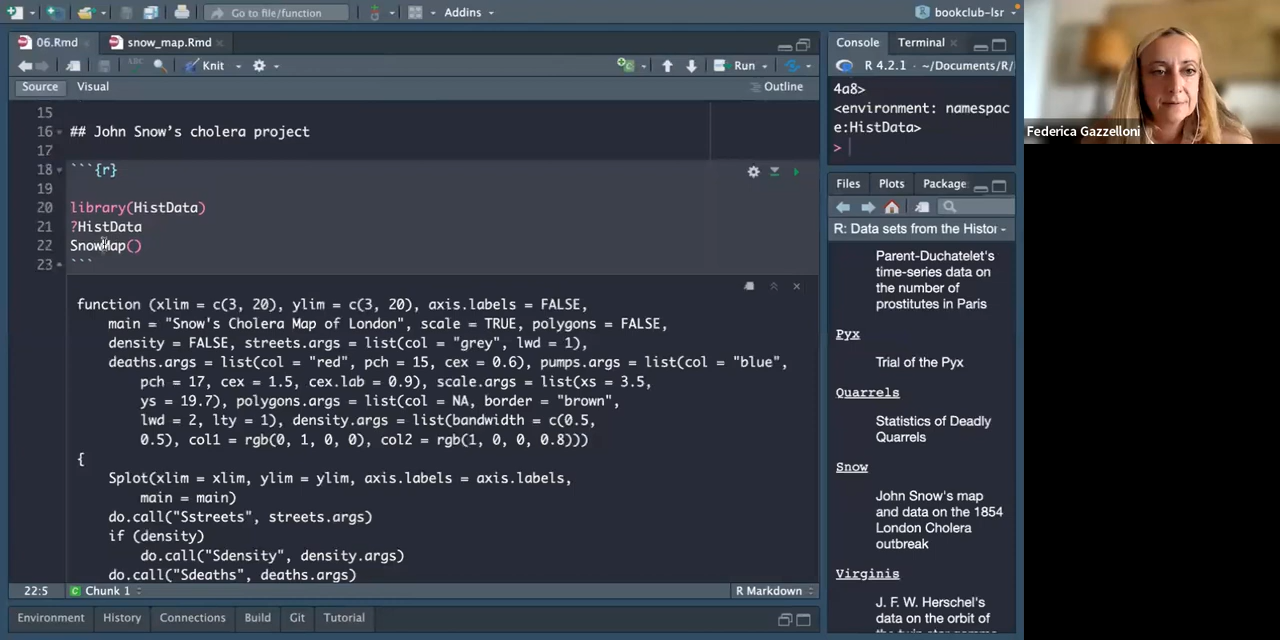 Go to file/function
Addins
bookclub-lsr
06.Rmd
snow_map.Rmd
Knit
Run
Source
Visual
Outline
15
16 ## John Snow's cholera project
17
18 ```{r}
19
20 library(HistData)
21 ?HistData
22 SnowMap()
23 ```
function (xlim = c(3, 20), ylim = c(3, 20), axis.labels = FALSE,
main = "Snow's Cholera Map of London", scale = TRUE, polygons = FALSE,
density = FALSE, streets.args = list(col = "grey", lwd = 1),
deaths.args = list(col = "red", pch = 15, cex = 0.6), pumps.args = list(col = "blue",
pch = 17, cex = 1.5, cex.lab = 0.9), scale.args = list(xs = 3.5,
ys = 19.7), polygons.args = list(col = NA, border = "brown",
lwd = 2, lty = 1), density.args = list(bandwidth = c(0.5,
0.5), col1 = rgb(0, 1, 0, 0), col2 = rgb(1, 0, 0, 0.8)))
{
Splot(xlim = xlim, ylim = ylim, axis.labels = axis.labels,
main = main)
do.call("Sstreets", streets.args)
if (density)
do.call("Sdensity", density.args)
do.call("Sdeaths", deaths.args)
22:5
Chunk 1
R Markdown
Environment
History
Connections
Build
Git
Tutorial
Console
Terminal
R 4.2.1 · ~/Documents/R/
4a8>
<environment: namespac
e:HistData>
>
Files
Plots
Package
R: Data sets from the Histor
Parent-Duchatelet's
time-series data on
the number of
prostitutes in Paris
Pyx
Trial of the Pyx
Quarrels
Statistics of Deadly
Quarrels
Snow
John Snow's map
and data on the 1854
London Cholera
outbreak
Virginis
J. F. W. Herschel's
data on the orbit of
Federica Gazzelloni